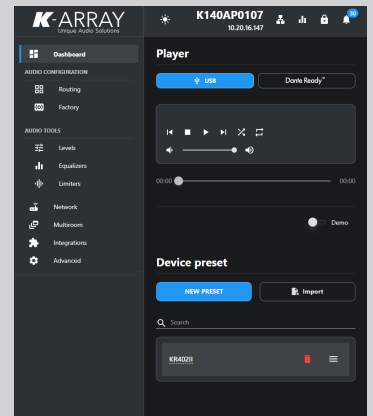 K-ARRAY
Unique Audio Solutions
K140AP0107
10.20.16.147
30
Dashboard
AUDIO CONFIGURATION
Routing
Factory
AUDIO TOOLS
Levels
Equalizers
Limiters
Network
Multiroom
Integrations
Advanced
Player
USB
Dante Ready™
00:00
00:00
Demo
Device preset
NEW PRESET
Import
Search
KR402II